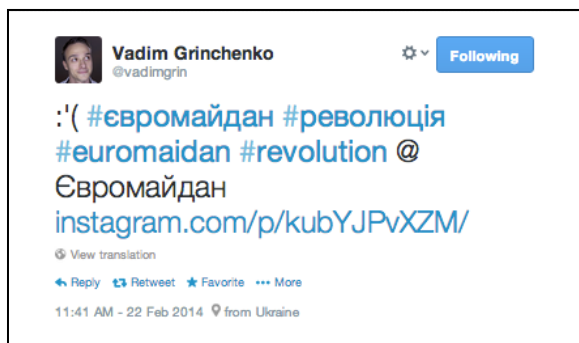 Vadim Grinchenko
Following
@vadimgrin
:'( #євромайдан #революція
#euromaidan #revolution @
Євромайдан
instagram.com/p/kubYJPvXZM/
View translation
Reply Retweet Favorite More
11:41 AM - 22 Feb 2014 from Ukraine